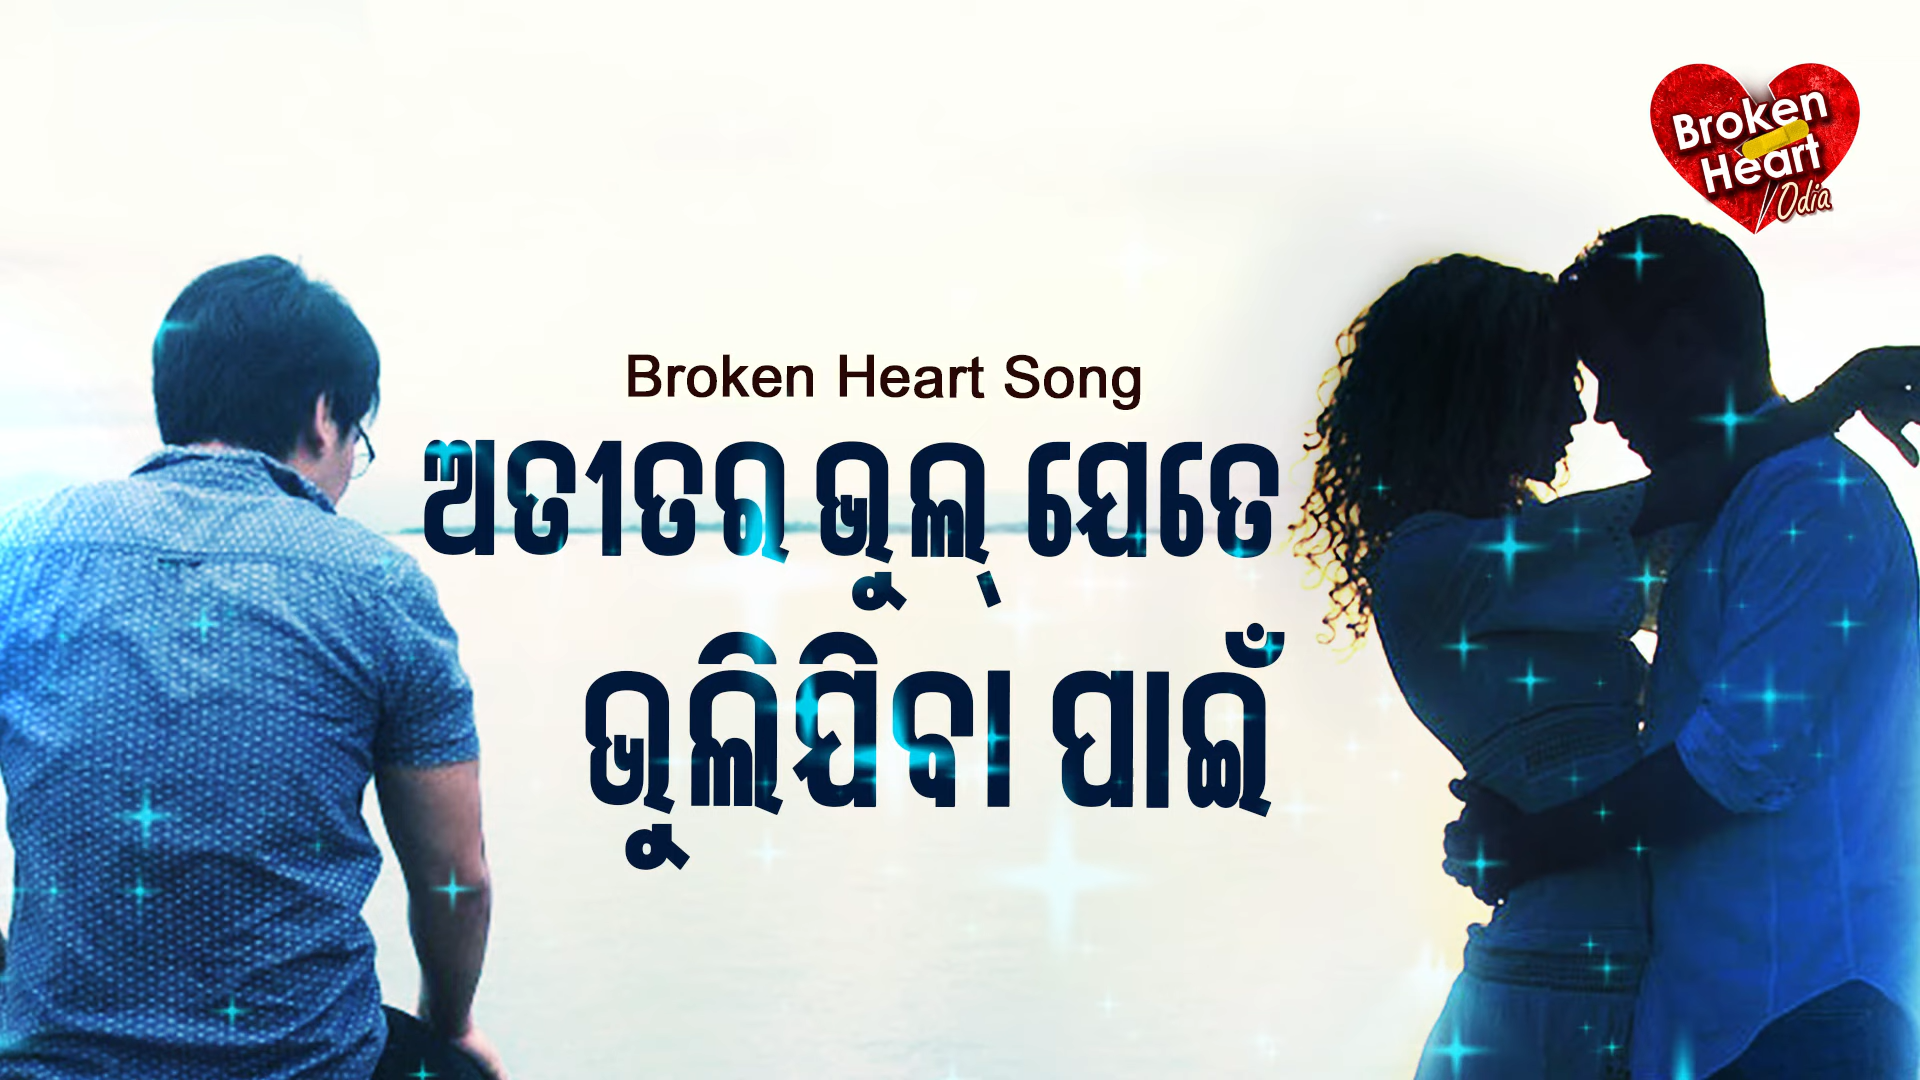 Broken
Heart
Odia
Broken Heart Song
ଅତୀତର ଭୁଲ୍ ଯେତେ
ଭୁଲିଯିବା ପାଇଁ